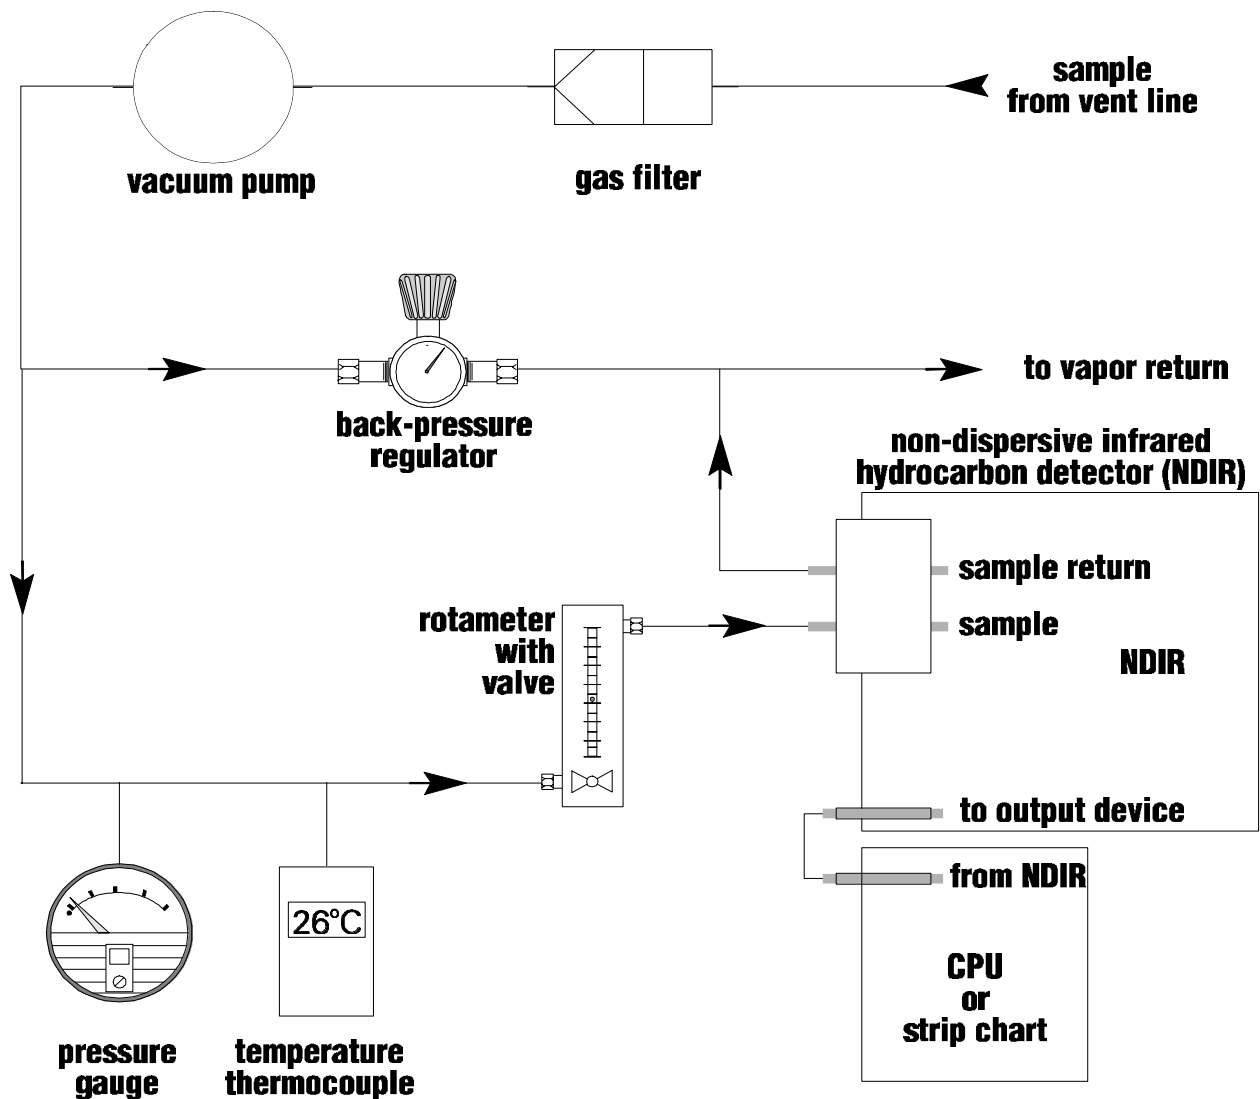 sample
from vent line
vacuum pump
gas filter
to vapor return
back-pressure
regulator
non-dispersive infrared
hydrocarbon detector (NDIR)
sample return
rotameter
with
valve
sample
NDIR
to output device
from NDIR
26°C
CPU
or
strip chart
pressure
gauge
temperature
thermocouple